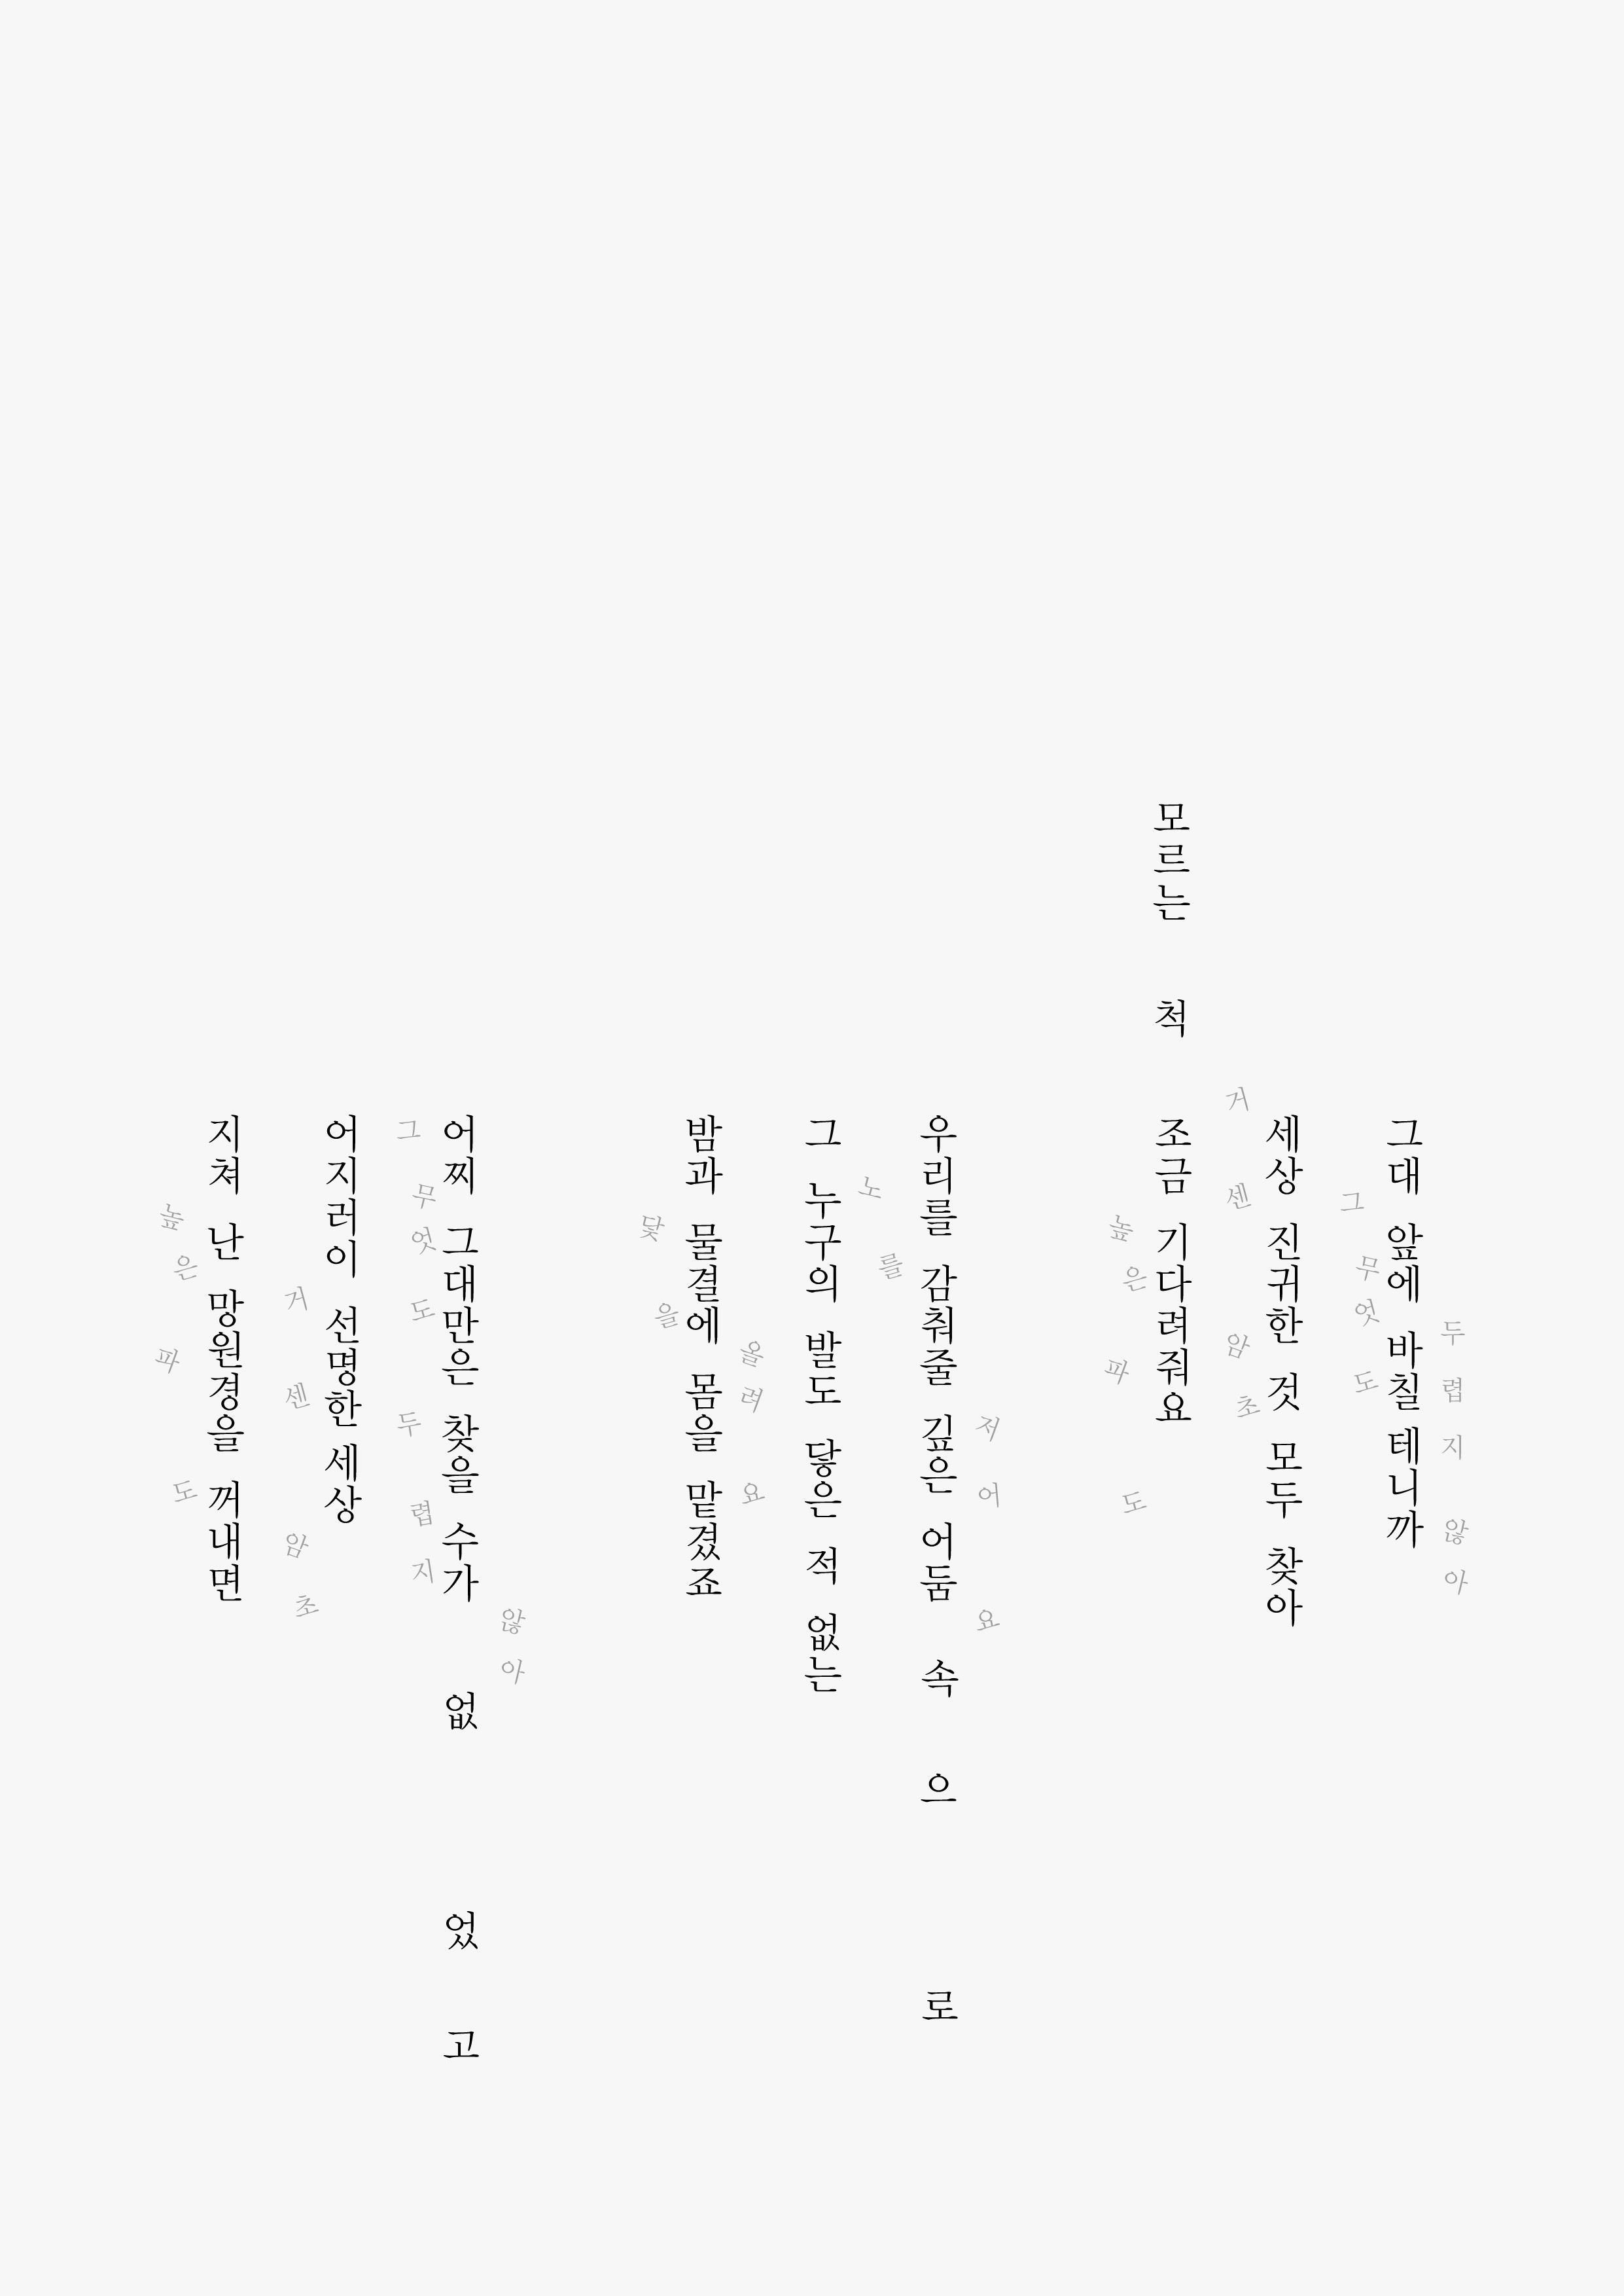 높은 파도
지쳐 난 망원경을 꺼내면
거센 암초
어지러이 선명한 세상
그 무엇도 두렵지 않아
어찌 그대만은 찾을 수가 없었고
닻을 올려요
밤과 물결에 몸을 맡겼죠
그 누구의 발도 닿은 적 없는
노를 저어요
우리를 감춰줄 깊은 어둠 속으로
높은 파도
모르는 척 조금 기다려줘요
거센 암초
세상 진귀한 것 모두 찾아
그 무엇도 두렵지 않아
그대 앞에 바칠 테니까